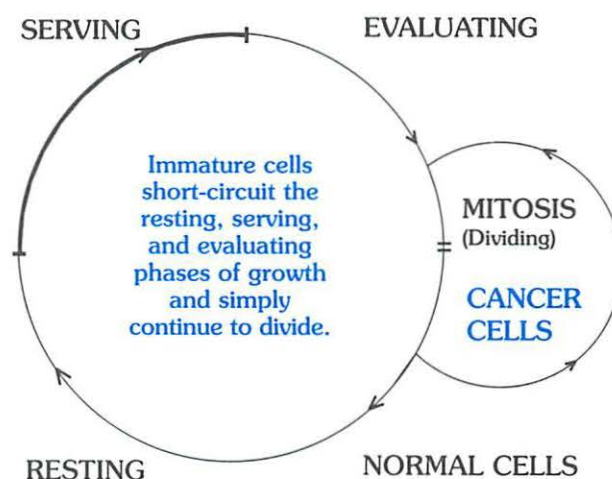 SERVING
EVALUATING
Immature cells
short-circuit the
resting, serving,
and evaluating
phases of growth
and simply
continue to divide.
MITOSIS
(Dividing)
CANCER
CELLS
RESTING
NORMAL CELLS